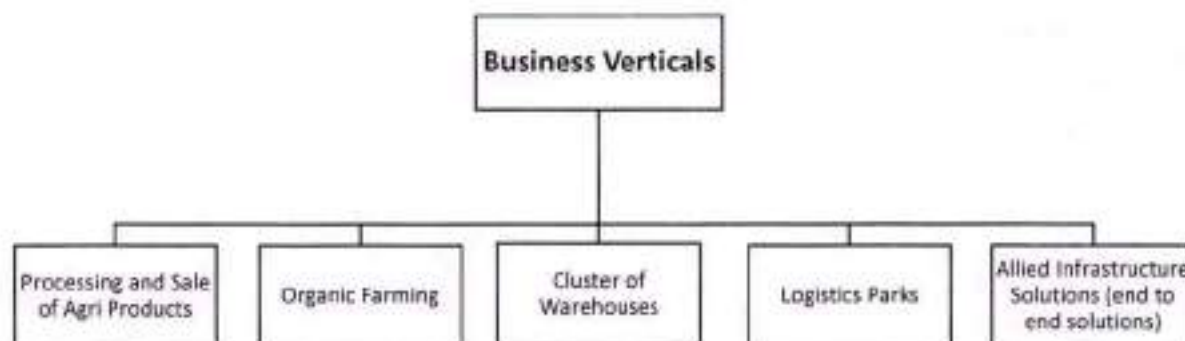 Business Verticals
Processing and Sale
of Agri Products
Organic Farming
Cluster of
Warehouses
Logistics Parks
Allied Infrastructure
Solutions (end to
end solutions)